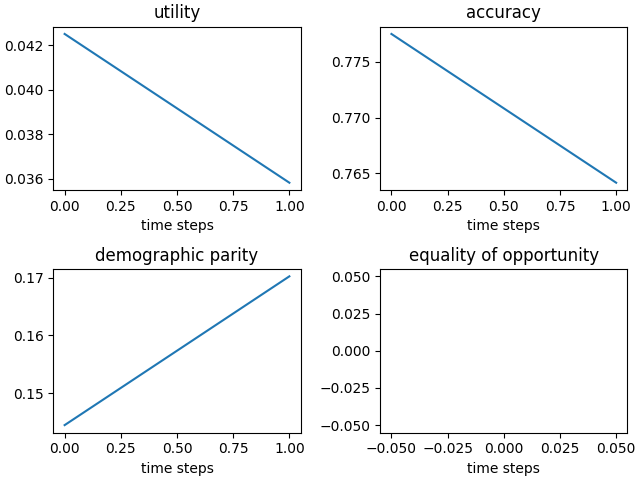 utility
0.042
0.040
0.038
0.036
0.00 0.25 0.50 0.75 1.00
time steps
accuracy
0.775
0.770
0.765
0.00 0.25 0.50 0.75 1.00
time steps
demographic parity
0.17
0.16
0.15
0.00 0.25 0.50 0.75 1.00
time steps
equality of opportunity
0.050
0.025
0.000
−0.025
−0.050
−0.050 −0.025 0.000 0.025 0.050
time steps